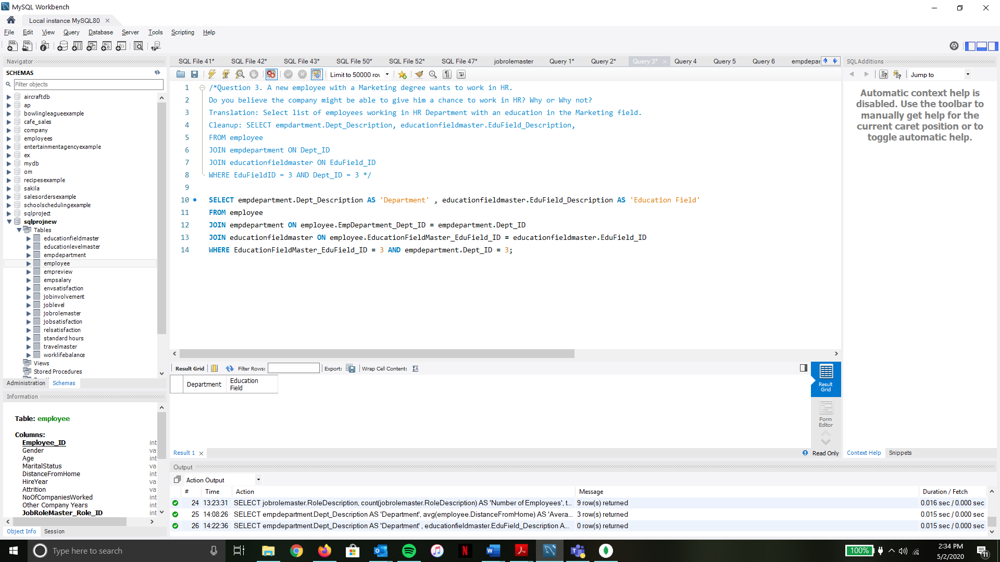 MySQL Workbench
Local instance MySQL80
File Edit View Query Database Server Tools Scripting Help
Navigator
SCHEMAS
Filter objects
aircraftdb
ap
bowlingleagueexample
cafe_sales
company
employees
entertainmentagencyexample
ex
mydb
om
recipesexample
sakila
salesordersexample
schoolschedulingexample
sqlproject
sqlprojnew
Tables
educationfieldmaster
educationlevelmaster
empdepartment
employee
empreview
empsalary
envsatisfaction
jobinvolvement
joblevel
jobrolemaster
jobsatisfaction
relsatisfaction
standard hours
travelmaster
worklifebalance
Views
Stored Procedures
Administration Schemas
Information
Table: employee
Columns:
Employee_ID int
Gender va
Age int
MaritalStatus va
DistanceFromHome int
HireYear va
Attrition va
NoOfCompaniesWorked int
Other Company Years int
JobRoleMaster_Role_ID int
Object Info Session
SQL File 41* SQL File 42* SQL File 43* SQL File 50* SQL File 52* SQL File 47* jobrolemaster Query 1* Query 2* Query 3* Query 4 Query 5 Query 6 empdepar
Limit to 50000 rov
1 /*Question 3. A new employee with a Marketing degree wants to work in HR.
2 Do you believe the company might be able to give him a chance to work in HR? Why or Why not?
3 Translation: Select list of employees working in HR Department with an education in the Marketing field.
4 Cleanup: SELECT empdartment.Dept_Description, educationfieldmaster.EduField_Description,
5 FROM employee
6 JOIN empdepartment ON Dept_ID
7 JOIN educationfieldmaster ON EduField_ID
8 WHERE EduFieldID = 3 AND Dept_ID = 3 */
9
10 SELECT empdepartment.Dept_Description AS 'Department' , educationfieldmaster.EduField_Description AS 'Education Field'
11 FROM employee
12 JOIN empdepartment ON employee.EmpDepartment_Dept_ID = empdepartment.Dept_ID
13 JOIN educationfieldmaster ON employee.EducationFieldMaster_EduField_ID = educationfieldmaster.EduField_ID
14 WHERE EducationFieldMaster_EduField_ID = 3 AND empdepartment.Dept_ID = 3;
Result Grid Filter Rows: Export: Wrap Cell Content:
Department Education
Field
Result
Grid
Form
Editor
Result 1 Read Only
SQLAdditions
Jump to
Automatic context help is
disabled. Use the toolbar to
manually get help for the
current caret position or to
toggle automatic help.
Context Help Snippets
Output
Action Output
# Time Action Message Duration / Fetch
24 13:23:31 SELECT jobrolemaster.RoleDescription, count(jobrolemaster.RoleDescription) AS 'Number of Employees', t... 9 row(s) returned 0.016 sec / 0.000 sec
25 14:08:26 SELECT empdepartment.Dept_Description AS 'Department', avg(employee.DistanceFromHome) AS 'Avera... 3 row(s) returned 0.015 sec / 0.000 sec
26 14:22:36 SELECT empdepartment.Dept_Description AS 'Department' , educationfieldmaster.EduField_Description A... 0 row(s) returned 0.015 sec / 0.000 sec
Type here to search
100%
2:34 PM
5/2/2020
11